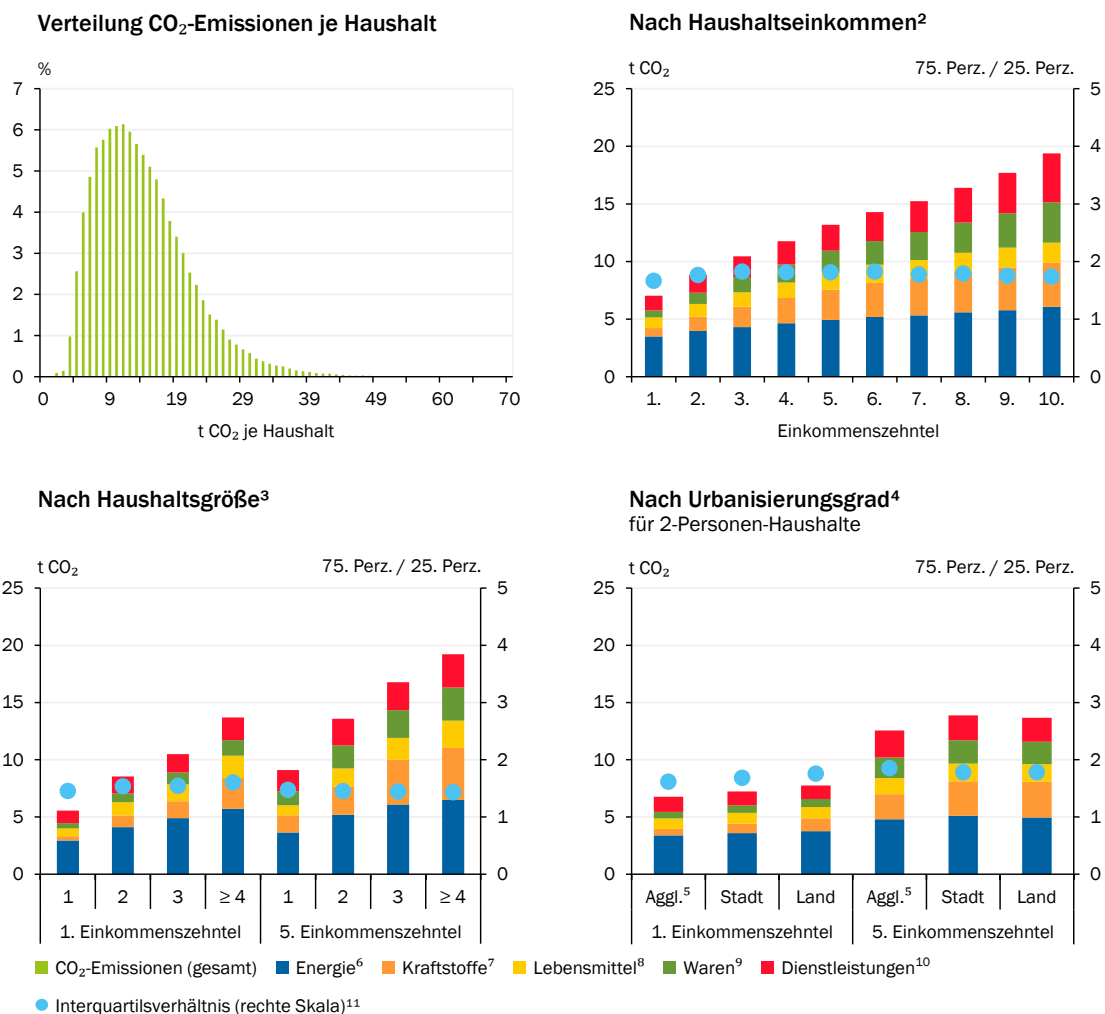 Verteilung CO₂-Emissionen je Haushalt
%
7
6
5
4
3
2
1
0
0 9 19 29 39 49 60 70
t CO₂ je Haushalt
Nach Haushaltseinkommen²
t CO₂ 75. Perz. / 25. Perz.
25 5
20 4
15 3
10 2
5 1
0 0
1. 2. 3. 4. 5. 6. 7. 8. 9. 10.
Einkommenszehntel
Nach Haushaltsgröße³
t CO₂ 75. Perz. / 25. Perz.
25 5
20 4
15 3
10 2
5 1
0 0
1 2 3 ≥ 4 1 2 3 ≥ 4
1. Einkommenszehntel 5. Einkommenszehntel
Nach Urbanisierungsgrad⁴
für 2-Personen-Haushalte
t CO₂ 75. Perz. / 25. Perz.
25 5
20 4
15 3
10 2
5 1
0 0
Aggl.⁵ Stadt Land Aggl.⁵ Stadt Land
1. Einkommenszehntel 5. Einkommenszehntel
CO₂-Emissionen (gesamt) Energie⁶ Kraftstoffe⁷ Lebensmittel⁸ Waren⁹ Dienstleistungen¹⁰
Interquartilsverhältnis (rechte Skala)¹¹